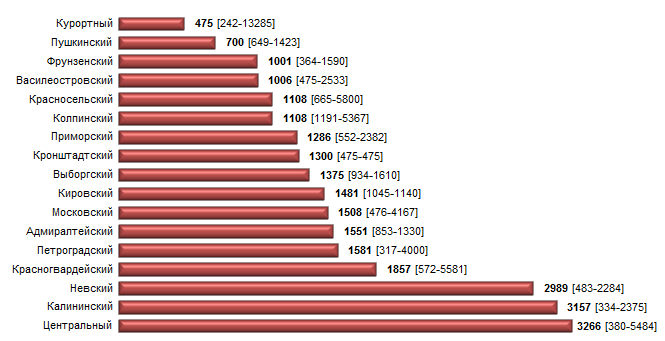 Курортный 475 [242-13285]
Пушкинский 700 [649-1423]
Фрунзенский 1001 [364-1590]
Василеостровский 1006 [475-2533]
Красносельский 1108 [665-5800]
Колпинский 1108 [1191-5367]
Приморский 1286 [552-2382]
Кронштадтский 1300 [475-475]
Выборгский 1375 [934-1610]
Кировский 1481 [1045-1140]
Московский 1508 [476-4167]
Адмиралтейский 1551 [853-1330]
Петроградский 1581 [317-4000]
Красногвардейский 1857 [572-5581]
Невский 2989 [483-2284]
Калининский 3157 [334-2375]
Центральный 3266 [380-5484]